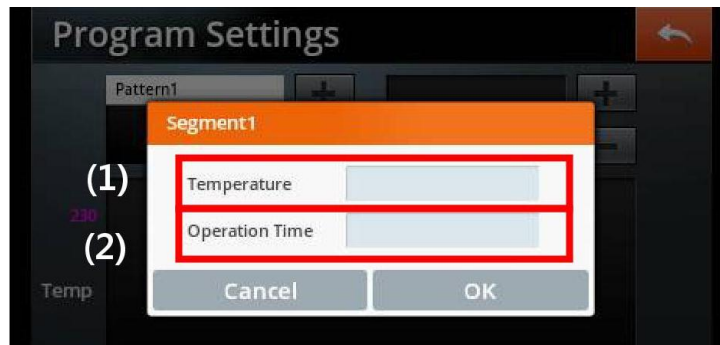 Program Settings
Pattern1
Segment1
(1)
Temperature
230
(2)
Operation Time
Temp
Cancel
OK